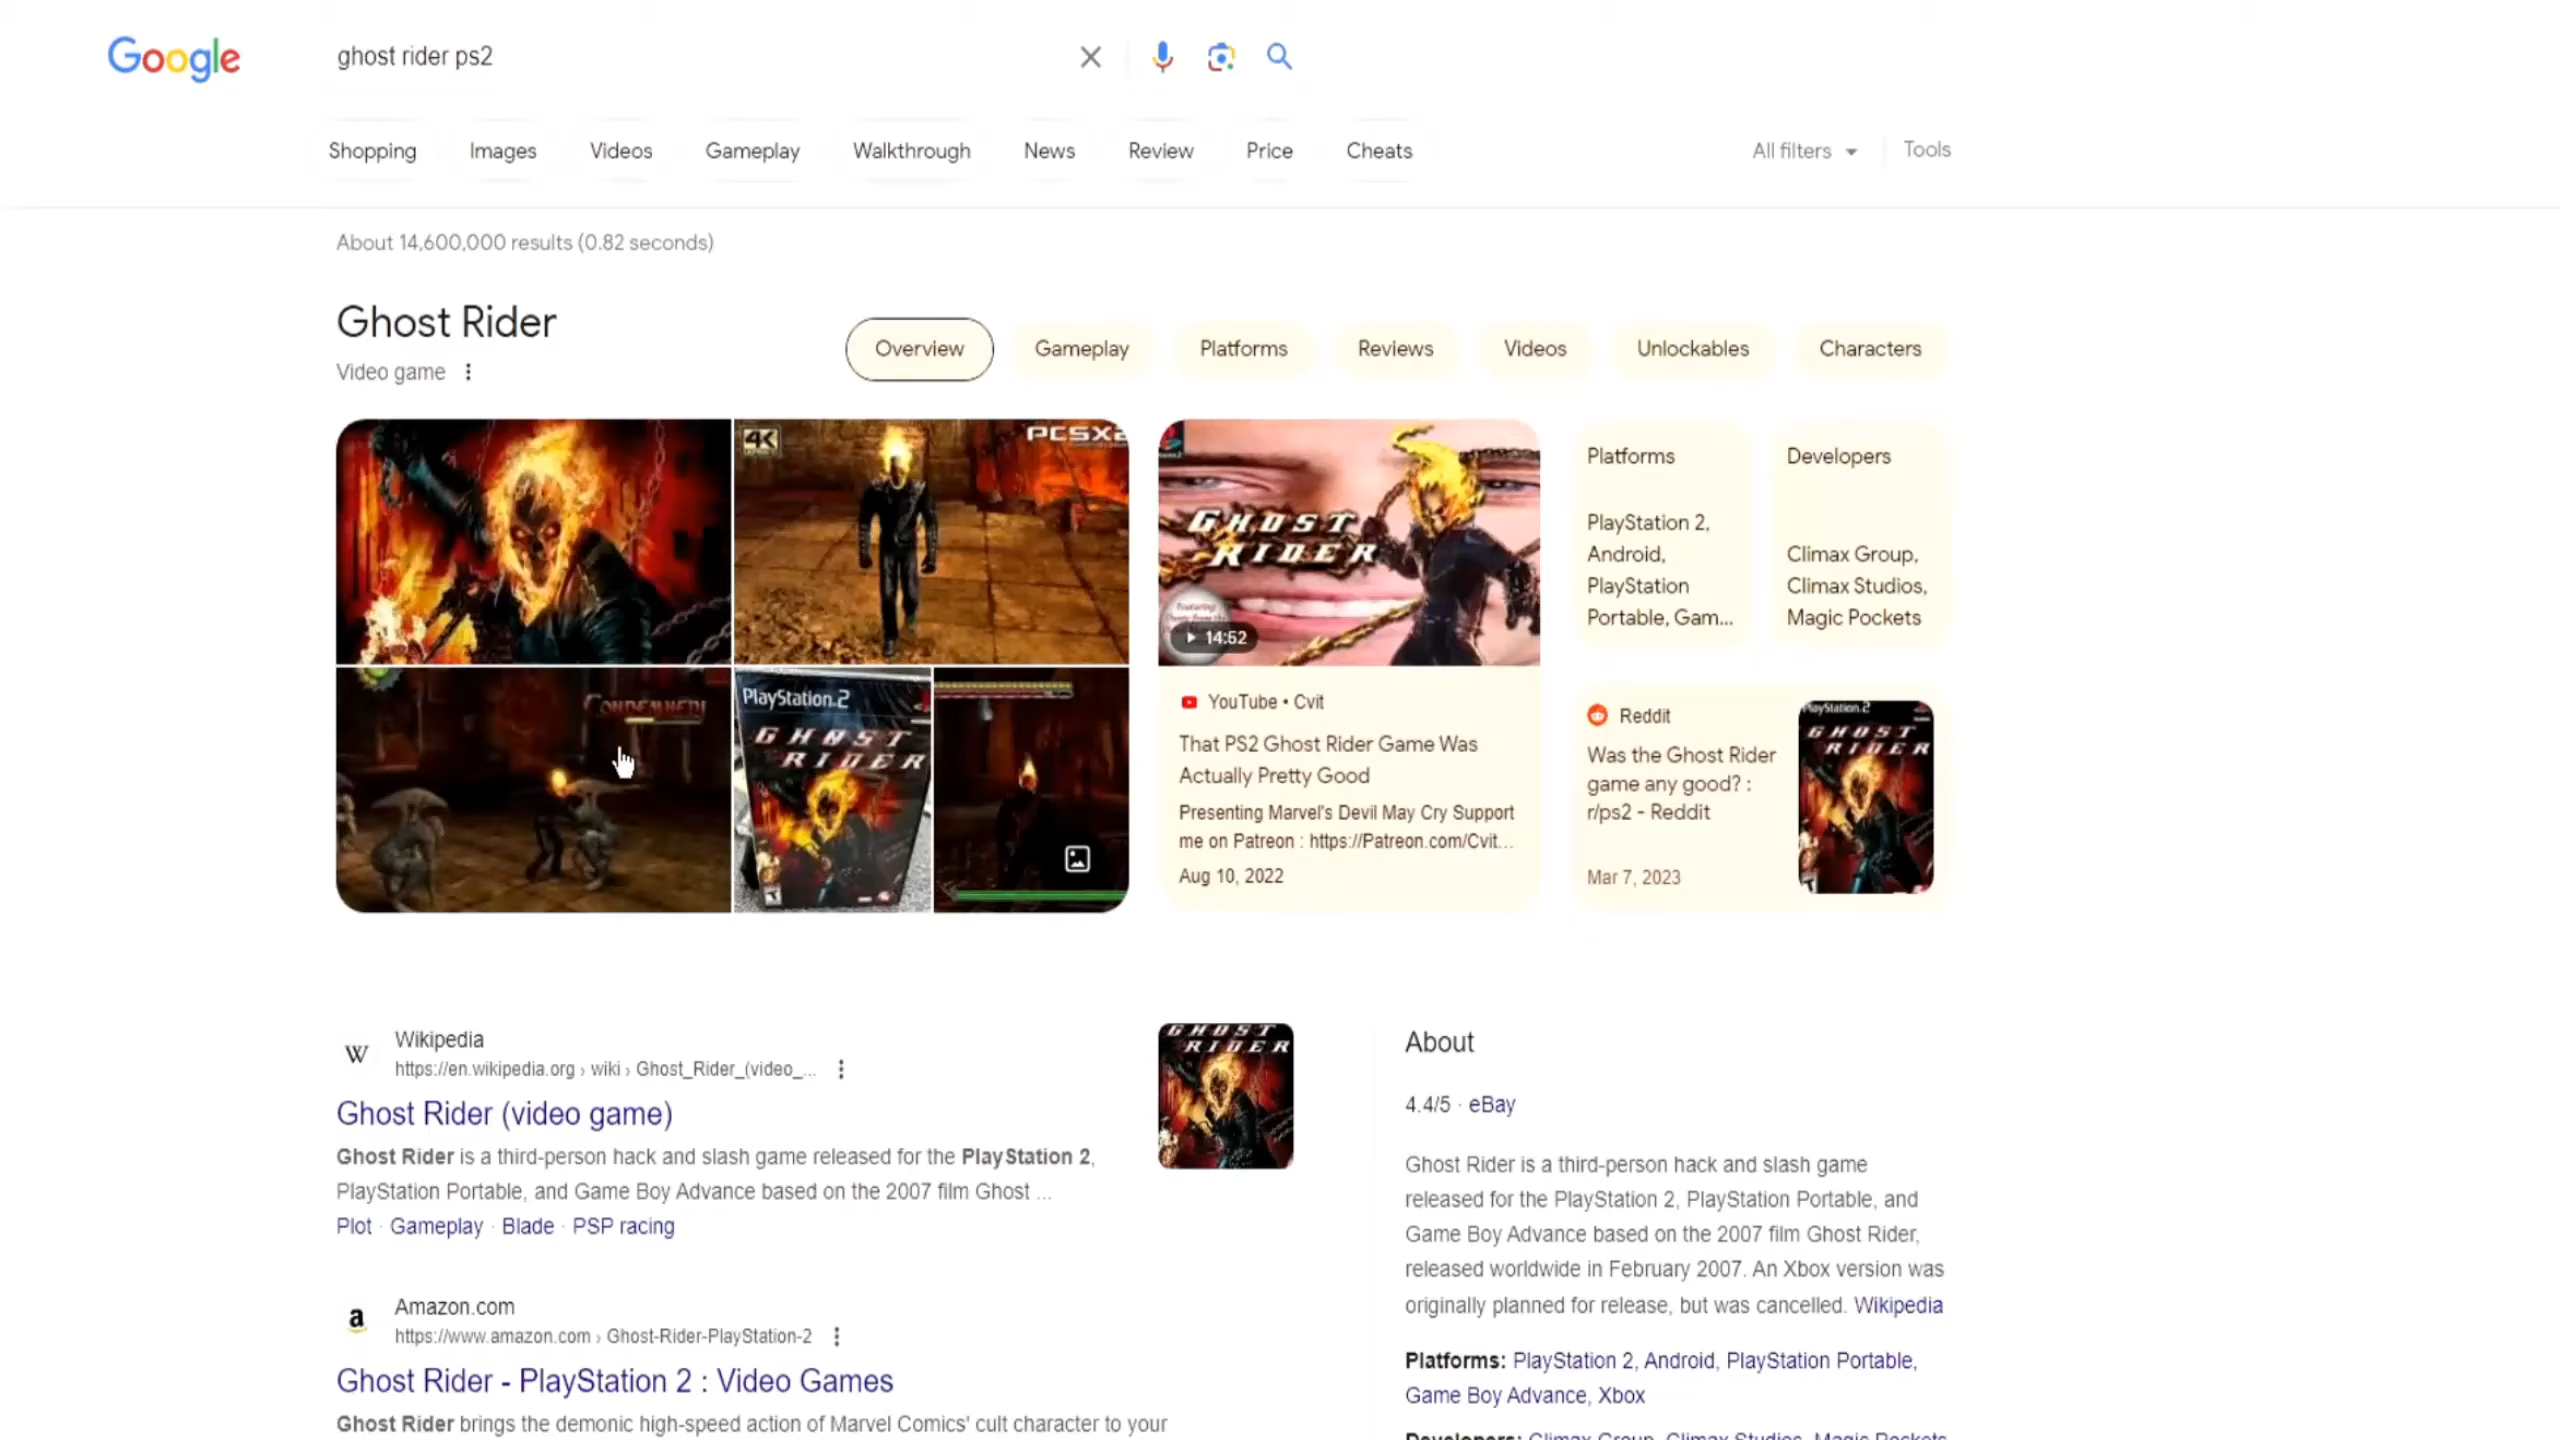 Google
ghost rider ps2
Shopping
Images
Videos
Gameplay
Walkthrough
News
Review
Price
Cheats
All filters
Tools
About 14,600,000 results (0.82 seconds)
Ghost Rider
Video game
Overview
Gameplay
Platforms
Reviews
Videos
Unlockables
Characters
4K
PCSX2
CONDEMNED!
PlayStation.2
GHOST
RIDER
GHOST
RIDER
14:52
YouTube • Cvit
That PS2 Ghost Rider Game Was
Actually Pretty Good
Presenting Marvel's Devil May Cry Support
me on Patreon : https://Patreon.com/Cvit...
Aug 10, 2022
Platforms
PlayStation 2,
Android,
PlayStation
Portable, Gam...
Developers
Climax Group,
Climax Studios,
Magic Pockets
Reddit
Was the Ghost Rider
game any good? :
r/ps2 - Reddit
Mar 7, 2023
PlayStation.2
GHOST
RIDER
W
Wikipedia
https://en.wikipedia.org › wiki › Ghost_Rider_(video_...
Ghost Rider (video game)
Ghost Rider is a third-person hack and slash game released for the PlayStation 2,
PlayStation Portable, and Game Boy Advance based on the 2007 film Ghost ...
Plot · Gameplay · Blade · PSP racing
GHOST
RIDER
a
Amazon.com
https://www.amazon.com › Ghost-Rider-PlayStation-2
Ghost Rider - PlayStation 2 : Video Games
Ghost Rider brings the demonic high-speed action of Marvel Comics' cult character to your
About
4.4/5 · eBay
Ghost Rider is a third-person hack and slash game
released for the PlayStation 2, PlayStation Portable, and
Game Boy Advance based on the 2007 film Ghost Rider,
released worldwide in February 2007. An Xbox version was
originally planned for release, but was cancelled. Wikipedia
Platforms: PlayStation 2, Android, PlayStation Portable,
Game Boy Advance, Xbox
Developers: Climax Group, Climax Studios, Magic Pockets